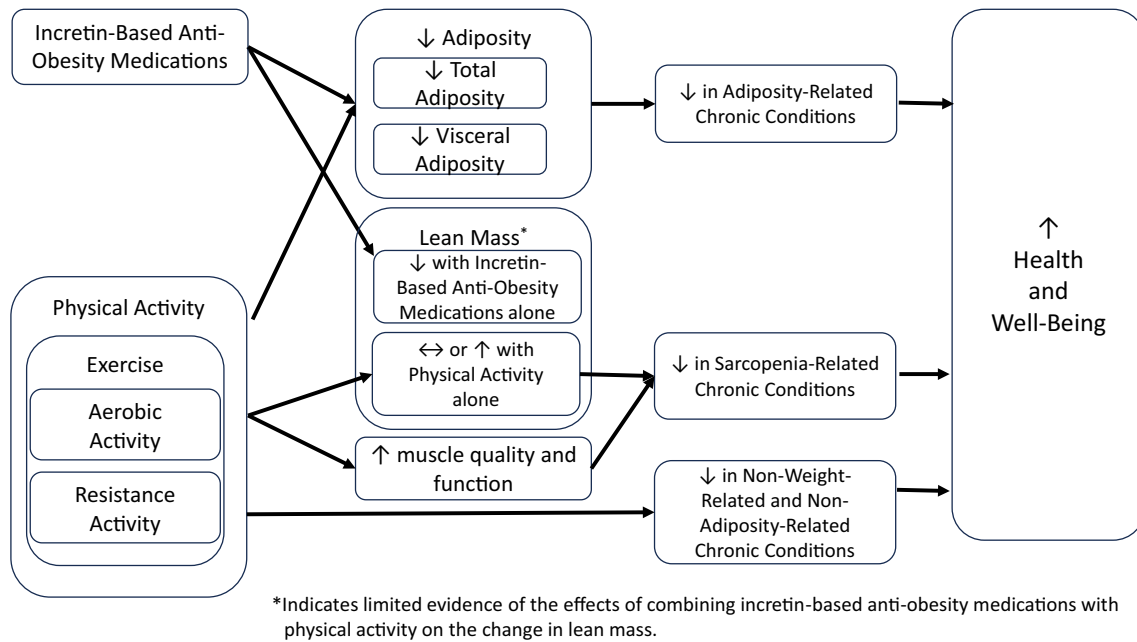 Incretin-Based Anti-
Obesity Medications
Physical Activity
Exercise
Aerobic
Activity
Resistance
Activity
↓ Adiposity
↓ Total
Adiposity
↓ Visceral
Adiposity
Lean Mass*
↓ with Incretin-
Based Anti-Obesity
Medications alone
↔ or ↑ with
Physical Activity
alone
↑ muscle quality and
function
↓ in Adiposity-Related
Chronic Conditions
↓ in Sarcopenia-Related
Chronic Conditions
↓ in Non-Weight-
Related and Non-
Adiposity-Related
Chronic Conditions
↑
Health
and
Well-Being
*Indicates limited evidence of the effects of combining incretin-based anti-obesity medications with
physical activity on the change in lean mass.